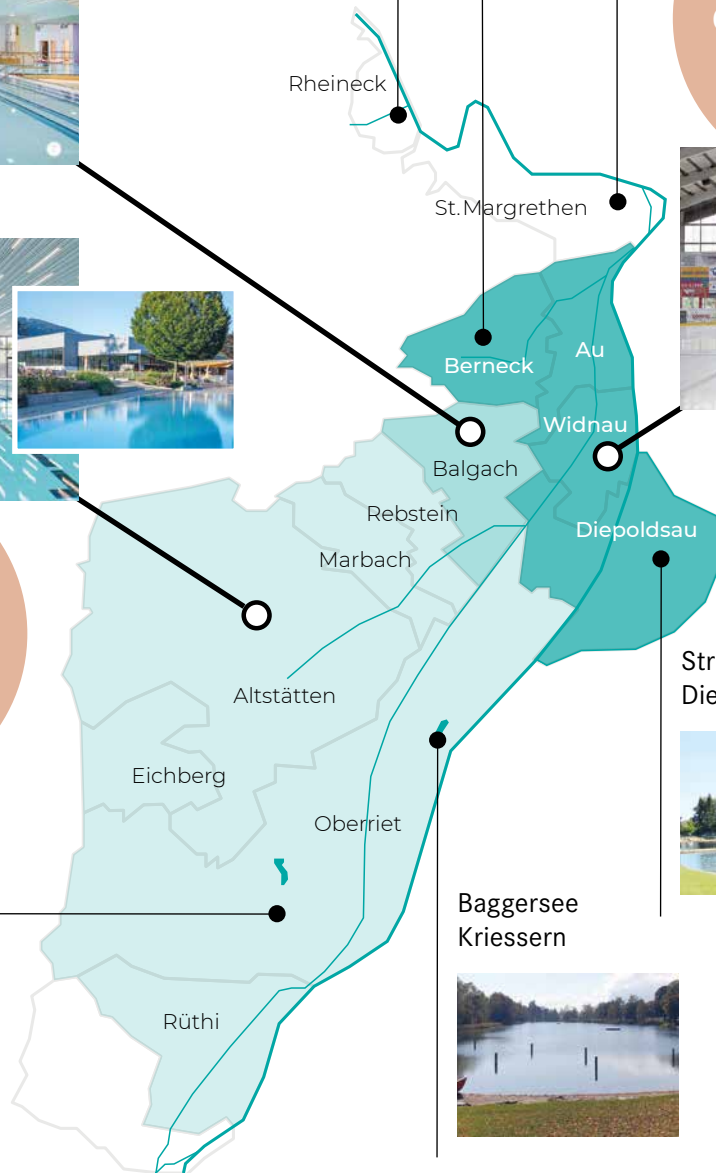 Rheineck
St.Margrethen
Au
Berneck
Widnau
Balgach
Rebstein
Diepoldsau
Marbach
Altstätten
Eichberg
Oberriet
Baggersee
Kriessern
Rüthi